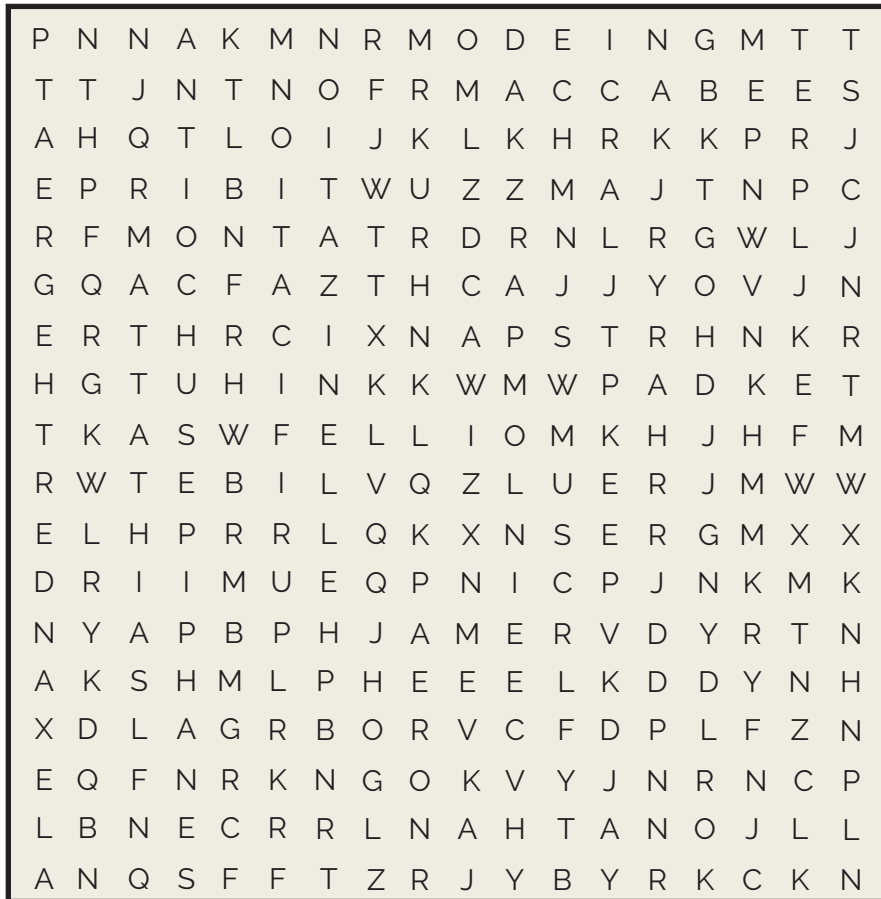 P N N A K M N R M O D E I N G M T T
T T J N T N O F R M A C C A B E E S
A H Q T L O I J K L K H R K K P R J
E P R I B I T W U Z Z M A J T N P C
R F M O N T A T R D R N L R G W L J
G Q A C F A Z T H C A J J Y O V J N
E R T H R C I X N A P S T R H N K R
H G T U H I N K K W M W P A D K E T
T K A S W F E L L I O M K H J H F M
R W T E B I L V Q Z L U E R J M W W
E L H P R R L Q K X N S E R G M X X
D R I I M U E Q P N I C P J N K M K
N Y A P B P H J A M E R V D Y R T N
A K S H M L P H E E E L K D D Y N H
X D L A G R B O R V C F D P L F Z N
E Q F N R K N G O K V Y J N R N C P
L B N E C R R L N A H T A N O J L L
A N Q S F F T Z R J Y B Y R K C K N